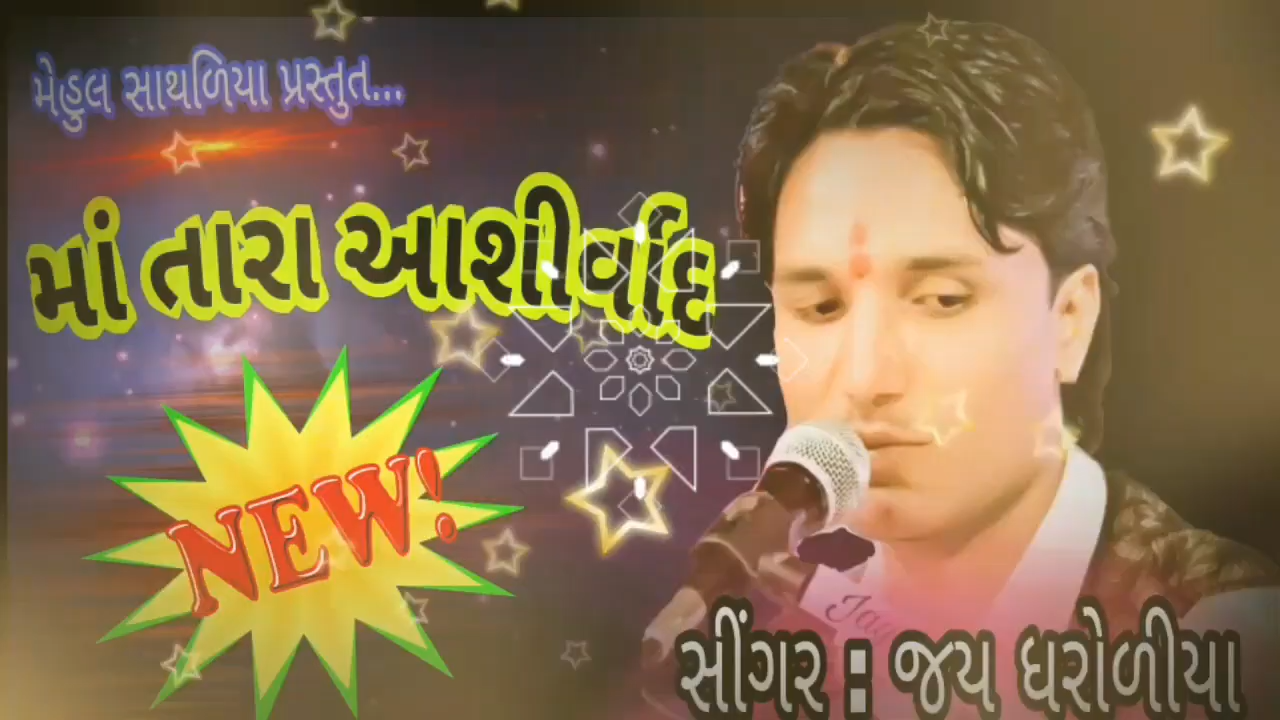 મેહુલ સાથળિયા પ્રસ્તુત...
માં તારા આશીર્વાદ
NEW!
સીંગર : જય ધરોળીયા